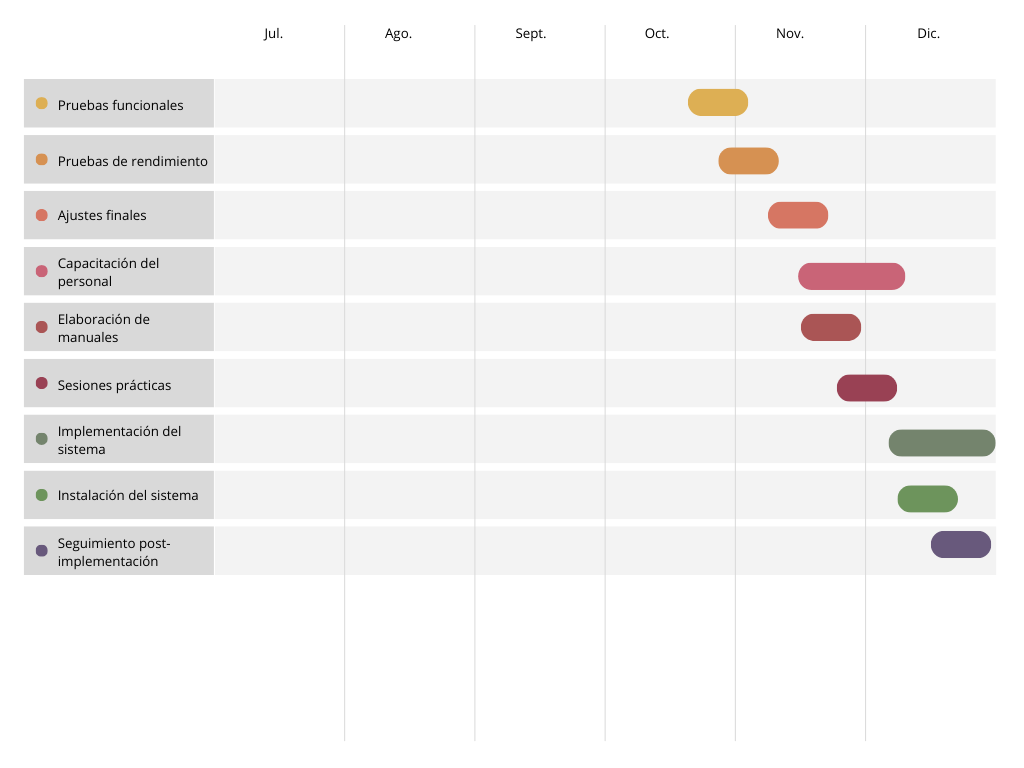 Jul. Ago. Sept. Oct. Nov. Dic.
Pruebas funcionales
Pruebas de rendimiento
Ajustes finales
Capacitación del
personal
Elaboración de
manuales
Sesiones prácticas
Implementación del
sistema
Instalación del sistema
Seguimiento post-
implementación